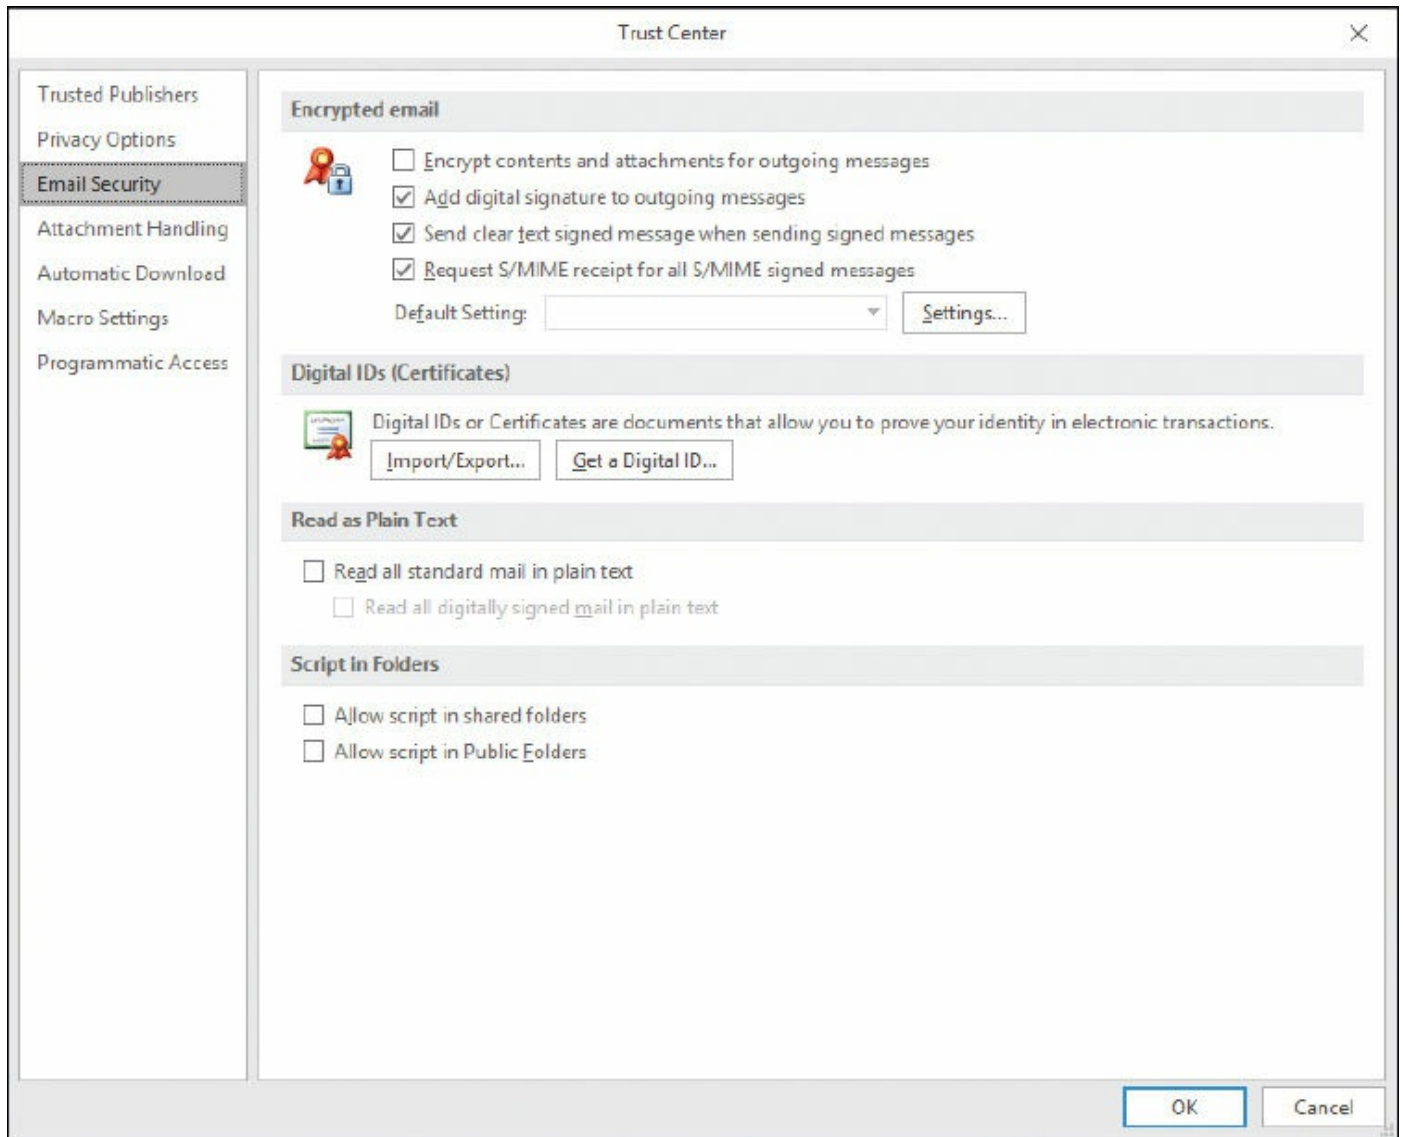 Trust Center
Trusted Publishers
Privacy Options
Email Security
Attachment Handling
Automatic Download
Macro Settings
Programmatic Access
Encrypted email
Encrypt contents and attachments for outgoing messages
Add digital signature to outgoing messages
Send clear text signed message when sending signed messages
Request S/MIME receipt for all S/MIME signed messages
Default Setting:
Settings...
Digital IDs (Certificates)
Digital IDs or Certificates are documents that allow you to prove your identity in electronic transactions.
Import/Export...
Get a Digital ID...
Read as Plain Text
Read all standard mail in plain text
Read all digitally signed mail in plain text
Script in Folders
Allow script in shared folders
Allow script in Public Folders
OK
Cancel